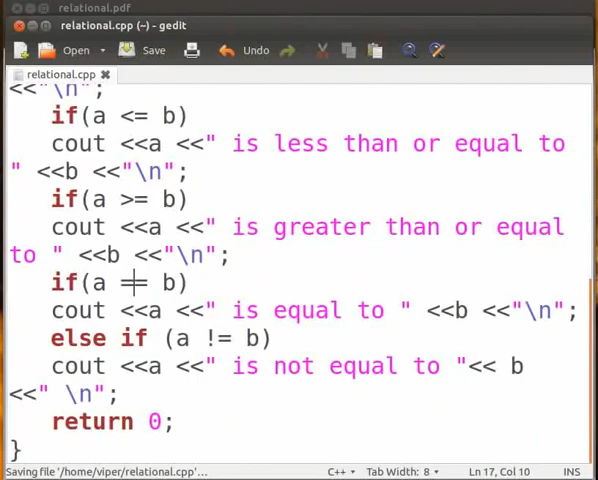 relational.pdf
relational.cpp (~) - gedit
Open Save Undo
relational.cpp
<<"\n";
if(a <= b)
cout <<a <<" is less than or equal to
" <<b <<"\n";
if(a >= b)
cout <<a <<" is greater than or equal
to " <<b <<"\n";
if(a == b)
cout <<a <<" is equal to " <<b <<"\n";
else if (a != b)
cout <<a <<" is not equal to "<< b
<<" \n";
return 0;
}
Saving file '/home/viper/relational.cpp'... C++ Tab Width: 8 Ln 17, Col 10 INS